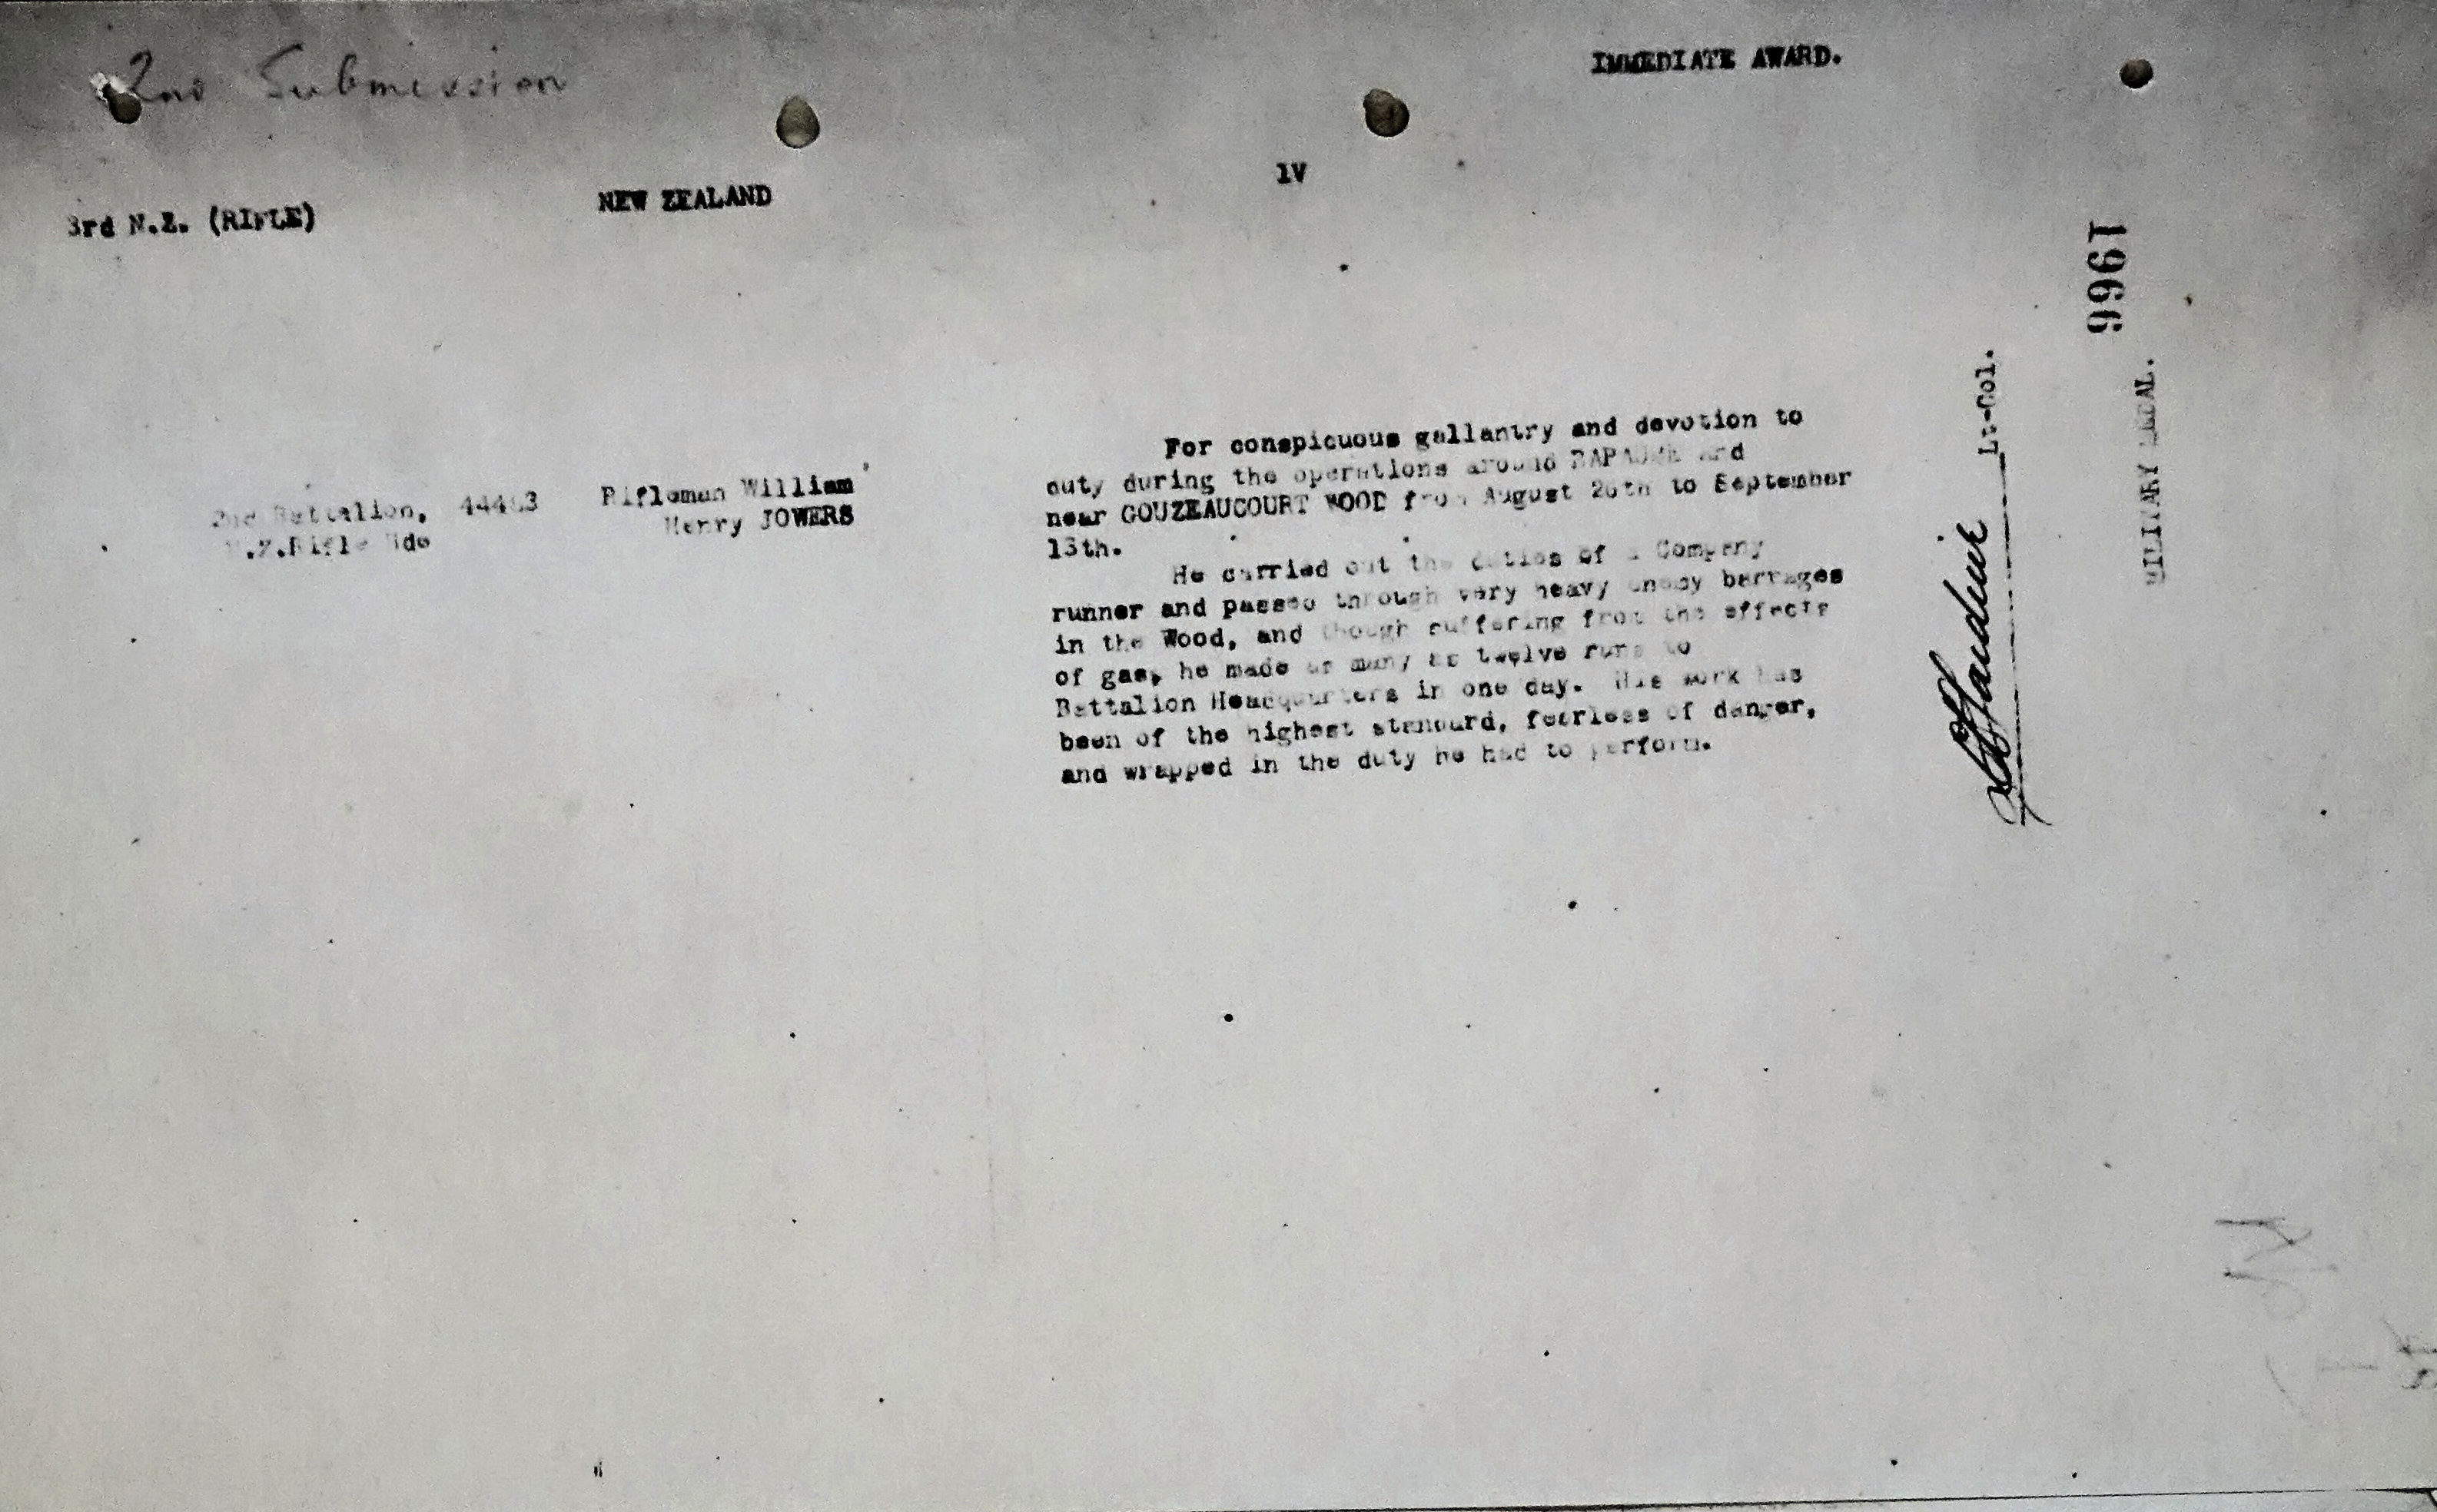 2nd Submission
IMMEDIATE AWARD.
3rd N.Z. (RIFLE)
NEW ZEALAND
IV
2nd Battalion,
N.Z.Rifle Bde
Rifleman William
Henry JOWERS
For conspicuous gallantry and devotion to
duty during the operations around BAPAUME and
near GOUZEAUCOURT WOOD from August 26th to September
13th.
He carried out the duties of a Company
runner and passed through very heavy enemy barrages
in the Wood, and though suffering from the effects
of gas, he made as many as twelve runs to
Battalion Headquarters in one day. His work has
been of the highest standard, fearless of danger,
and wrapped in the duty he had to perform.
Lt-Col.
1966
MILITARY MEDAL.